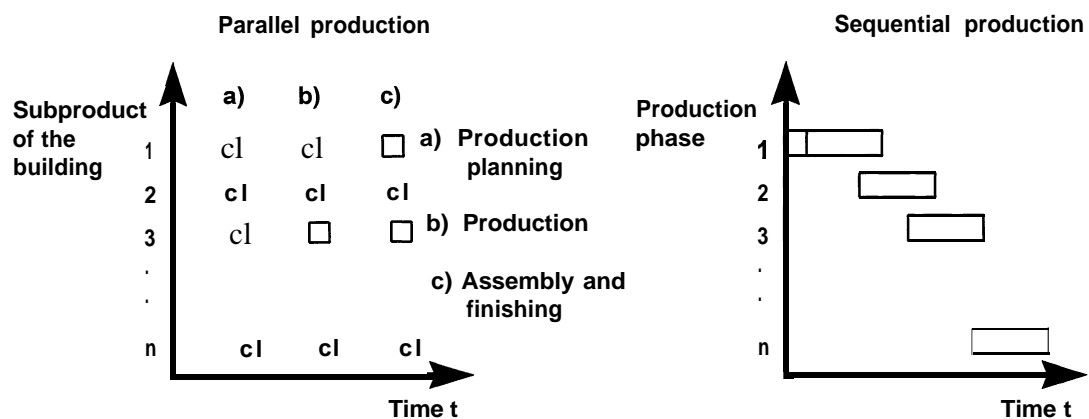 Parallel production
Sequential production
a) b) c)
Subproduct
of the
building
1 cl cl
2 cl cl cl
3 cl
.
.
n cl cl cl
Time t
a) Production
planning
b) Production
c) Assembly and
finishing
Production
phase
1
2
3
.
.
n
Time t